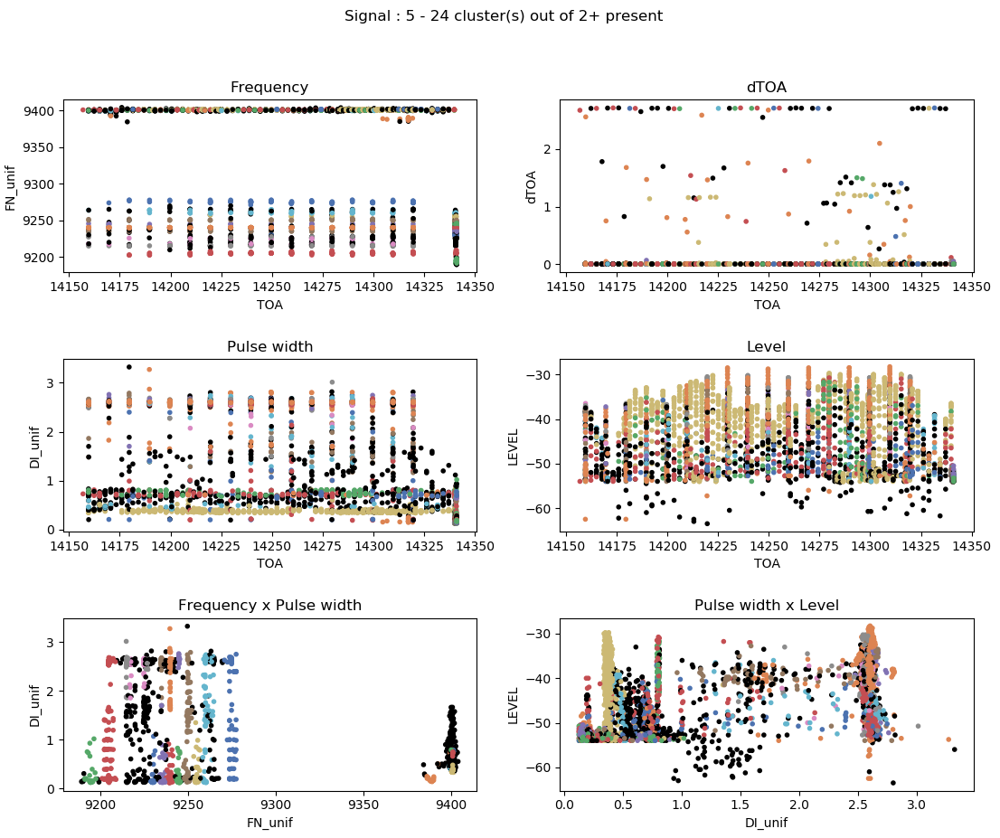 Signal : 5 - 24 cluster(s) out of 2+ present
Frequency
dTOA
FN_unif
9400
9350
9300
9250
9200
14150 14175 14200 14225 14250 14275 14300 14325 14350
TOA
dTOA
2
1
0
14150 14175 14200 14225 14250 14275 14300 14325 14350
TOA
Pulse width
Level
DI_unif
3
2
1
0
14150 14175 14200 14225 14250 14275 14300 14325 14350
TOA
LEVEL
−30
−40
−50
−60
14150 14175 14200 14225 14250 14275 14300 14325 14350
TOA
Frequency x Pulse width
Pulse width x Level
DI_unif
3
2
1
0
9200 9250 9300 9350 9400
FN_unif
LEVEL
−30
−40
−50
−60
0.0 0.5 1.0 1.5 2.0 2.5 3.0
DI_unif